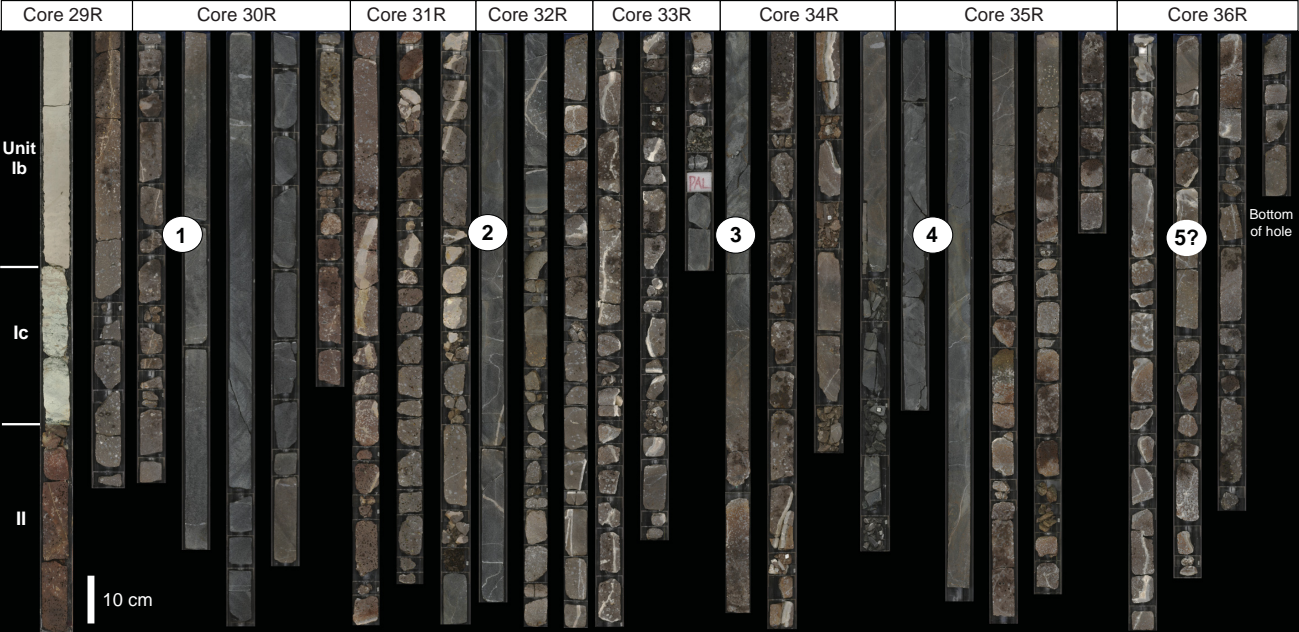 Core 29R
Core 30R
Core 31R
Core 32R
Core 33R
Core 34R
Core 35R
Core 36R
Unit
Ib
Ic
II
1
2
3
4
5?
PAL
Bottom
of hole
10 cm